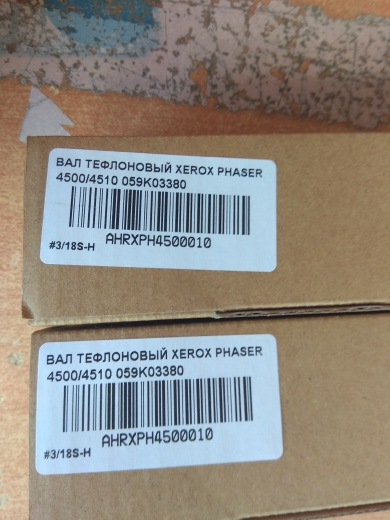 ВАЛ ТЕФЛОНОВЫЙ XEROX PHASER
4500/4510 059K03380
AHRXPH4500010
#3/18S-H
ВАЛ ТЕФЛОНОВЫЙ XEROX PHASER
4500/4510 059K03380
AHRXPH4500010
#3/18S-H